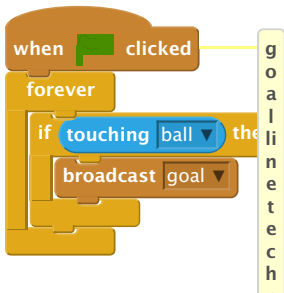 when clicked
forever
if touching ball ▼ the
broadcast goal ▼
g
o
a
l
l
i
n
e
t
e
c
h